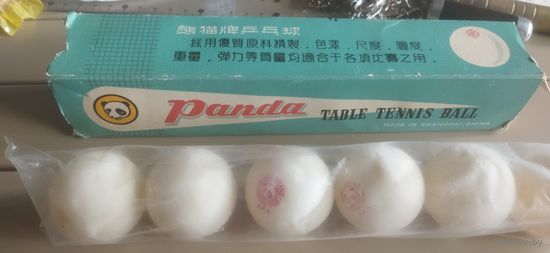 熊猫牌乒乓球
採用優質原料精製，色澤，尺度，圓度，
重量，弹力等質量均適合于各項比賽之用。
Panda
TABLE TENNIS BALL
MADE IN SHANGHAI, CHINA